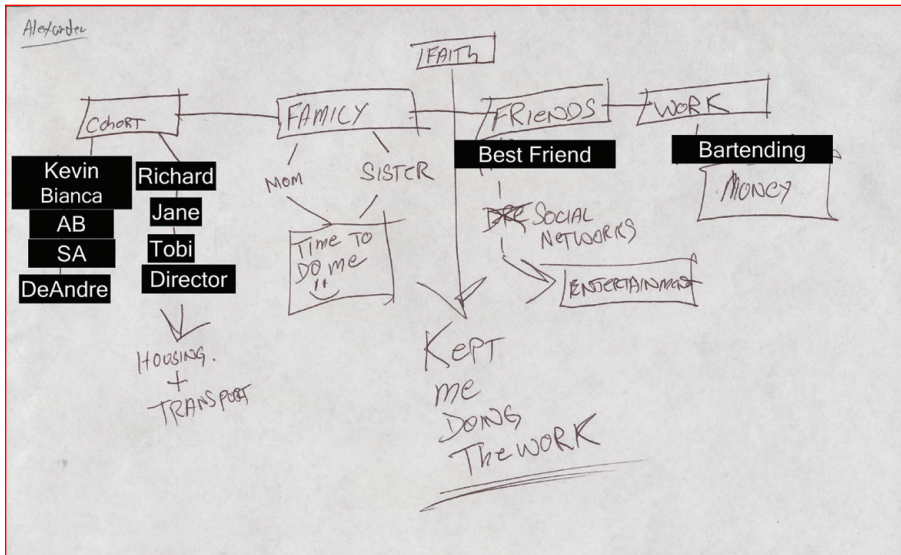 Alexander
FAITH
COHORT
FAMILY
FRIENDS
WORK
Kevin
Bianca
AB
SA
DeAndre
Richard
Jane
Tobi
Director
HOUSING.
+
TRANSPORT
MOM
SISTER
TIME TO
DO ME
Best Friend
SOCIAL
NETWORKS
ENTERTAINMENT
Bartending
MONEY
KEPT
ME
DOING
The WORK